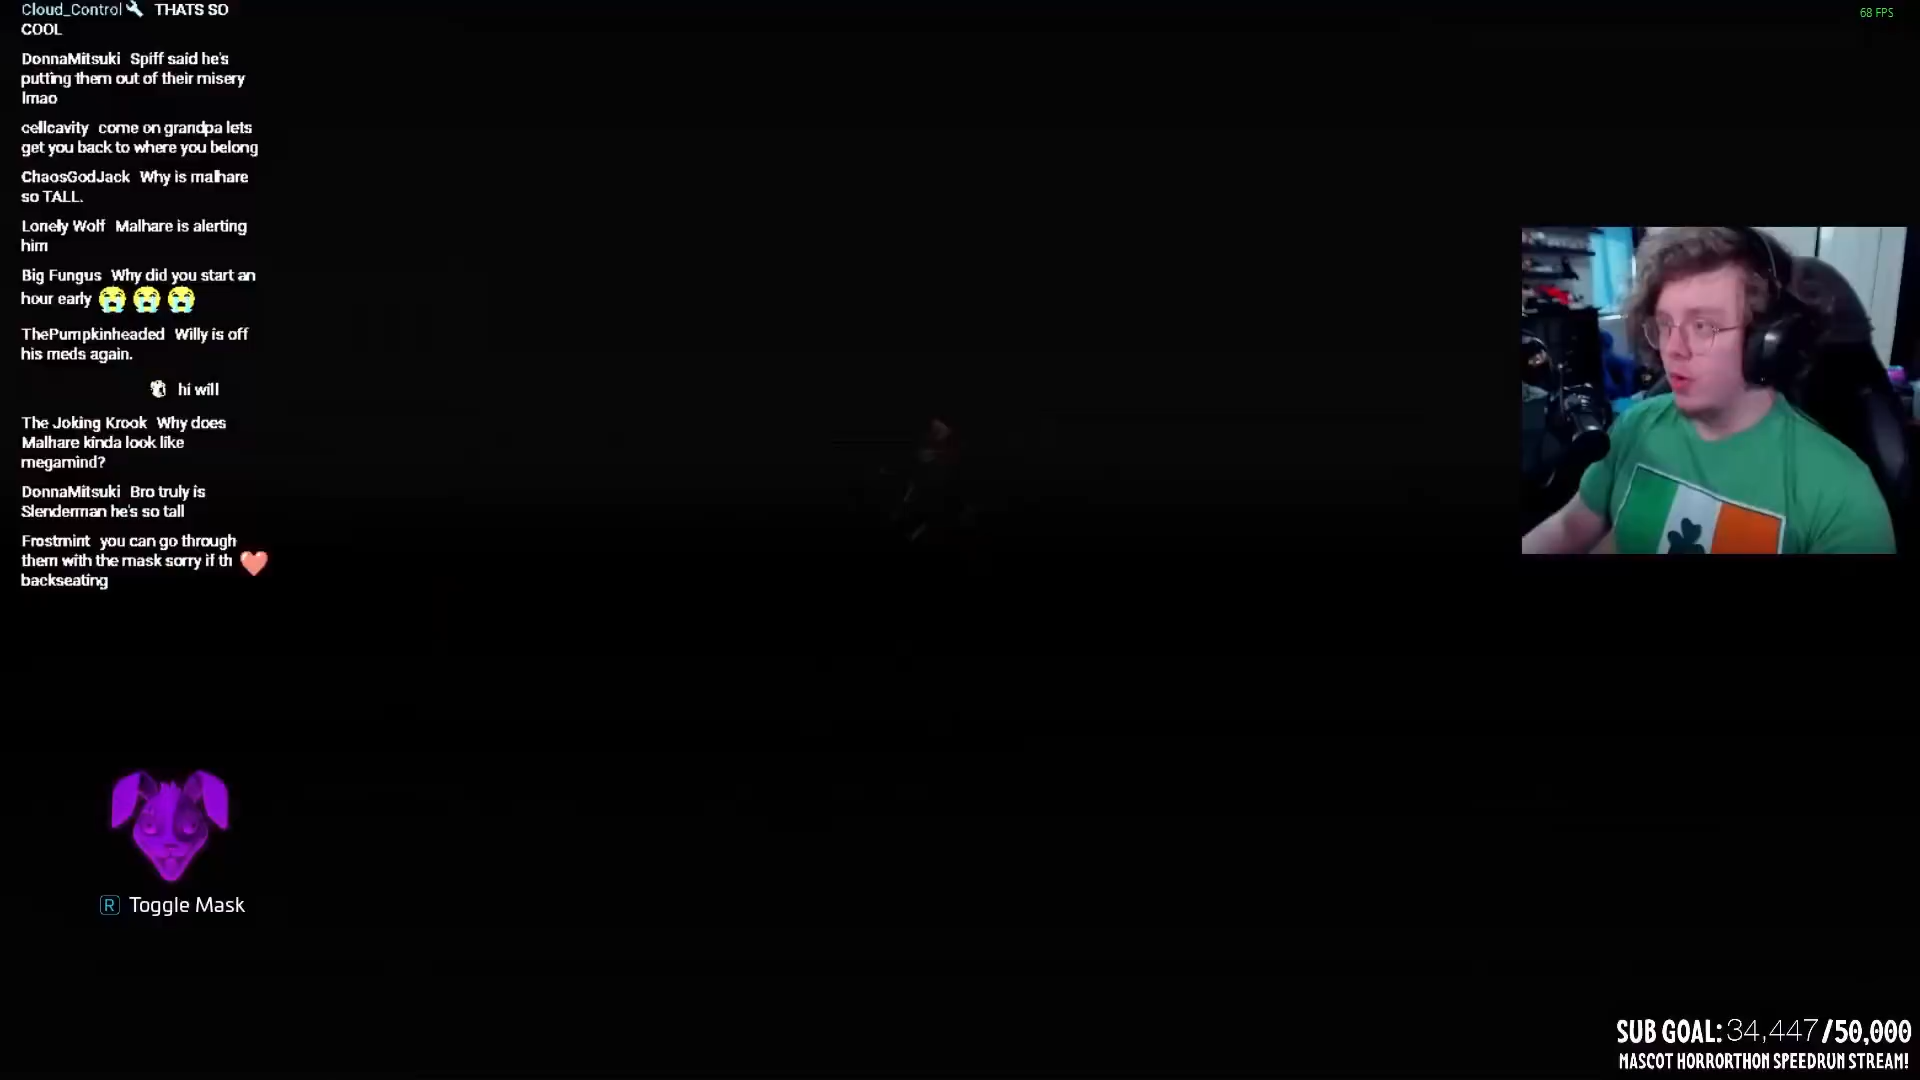 Cloud_Control THATS SO
COOL
DonnaMitsuki Spiff said he's
putting them out of their misery
lmao
cellcavity come on grandpa lets
get you back to where you belong
ChaosGodJack Why is malhare
so TALL.
Lonely Wolf Malhare is alerting
him
Big Fungus Why did you start an
hour early
ThePumpkinheaded Willy is off
his meds again.
hi will
The Joking Krook Why does
Malhare kinda look like
megamind?
DonnaMitsuki Bro truly is
Slenderman he's so tall
Frostmint you can go through
them with the mask sorry if th
backseating
R Toggle Mask
68 FPS
SUB GOAL: 34,447/50,000
MASCOT HORRORTHON SPEEDRUN STREAM!